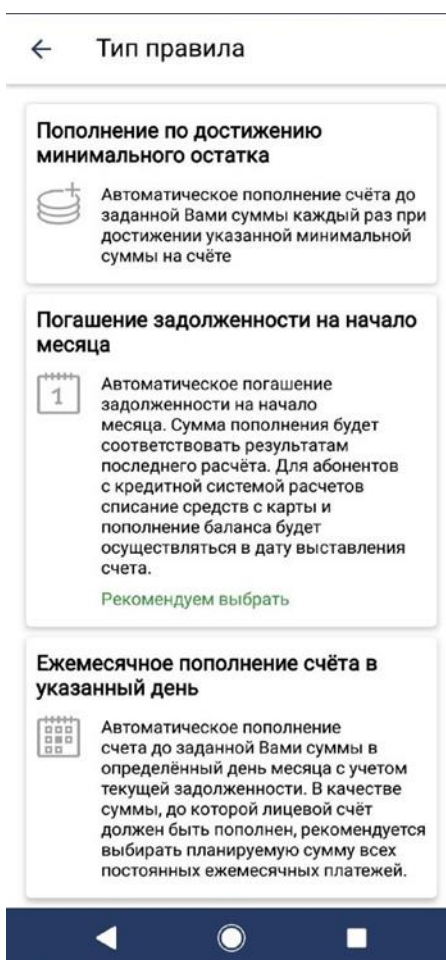 Тип правила
Пополнение по достижению
минимального остатка
Автоматическое пополнение счёта до
заданной Вами суммы каждый раз при
достижении указанной минимальной
суммы на счёте
Погашение задолженности на начало
месяца
1
Автоматическое погашение
задолженности на начало
месяца. Сумма пополнения будет
соответствовать результатам
последнего расчёта. Для абонентов
с кредитной системой расчетов
списание средств с карты и
пополнение баланса будет
осуществляться в дату выставления
счета.
Рекомендуем выбрать
Ежемесячное пополнение счёта в
указанный день
Автоматическое пополнение
счета до заданной Вами суммы в
определённый день месяца с учетом
текущей задолженности. В качестве
суммы, до которой лицевой счёт
должен быть пополнен, рекомендуется
выбирать планируемую сумму всех
постоянных ежемесячных платежей.